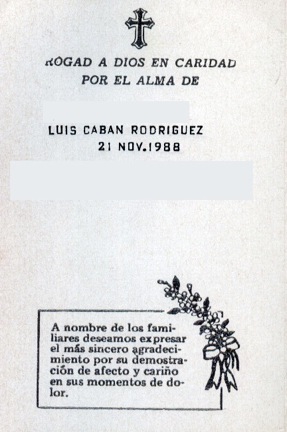 ROGAD A DIOS EN CARIDAD
POR EL ALMA DE
LUIS CABAN RODRIGUEZ
21 NOV.1988
A nombre de los fami-
liares deseamos expresar
el más sincero agradeci-
miento por su demostra-
ción de afecto y cariño
en sus momentos de do-
lor.